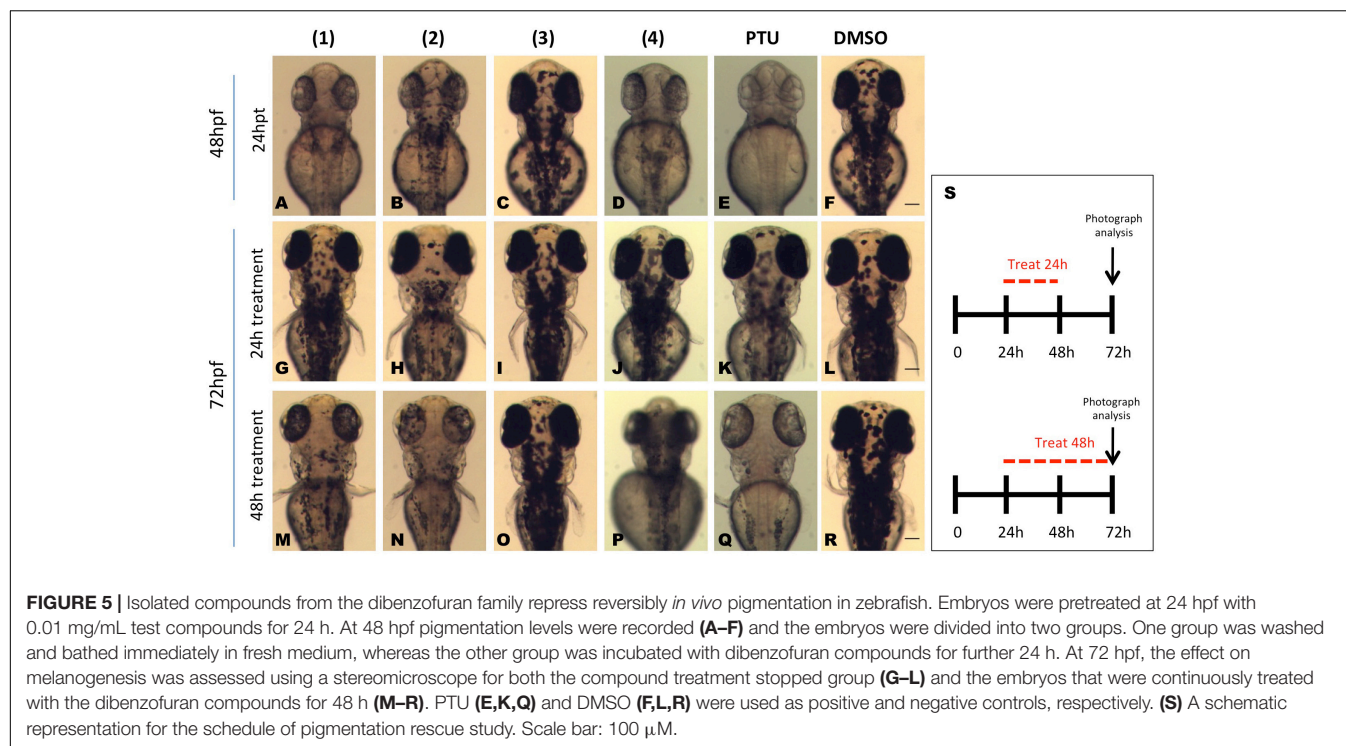 (1) (2) (3) (4) PTU DMSO
48hpf
24hpt
A B C D E F
72hpf
24h treatment
G H I J K L
48h treatment
M N O P Q R
S
Photograph
analysis
Treat 24h
0 24h 48h 72h
Photograph
analysis
Treat 48h
0 24h 48h 72h
FIGURE 5 | Isolated compounds from the dibenzofuran family repress reversibly in vivo pigmentation in zebrafish. Embryos were pretreated at 24 hpf with
0.01 mg/mL test compounds for 24 h. At 48 hpf pigmentation levels were recorded (A–F) and the embryos were divided into two groups. One group was washed
and bathed immediately in fresh medium, whereas the other group was incubated with dibenzofuran compounds for further 24 h. At 72 hpf, the effect on
melanogenesis was assessed using a stereomicroscope for both the compound treatment stopped group (G–L) and the embryos that were continuously treated
with the dibenzofuran compounds for 48 h (M–R). PTU (E,K,Q) and DMSO (F,L,R) were used as positive and negative controls, respectively. (S) A schematic
representation for the schedule of pigmentation rescue study. Scale bar: 100 μM.